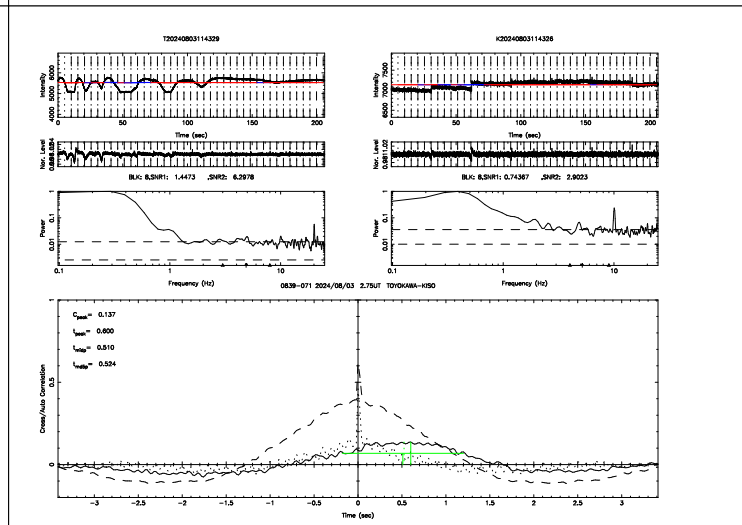 T20240803114329
K20240803114326
Intensity
4000 5000 6000
0 50 100 150 200
Time (sec)
Intensity
6500 7000 7500
0 50 100 150 200
Time (sec)
Nor. Level
Nor. Level
BLK: 8,SNR1: 1.4473 ,SNR2: 6.2978
BLK: 8,SNR1: 0.74367 ,SNR2: 2.9023
Power
1
0.1
0.01
0.1 1 10
Frequency (Hz)
Power
1
0.1
0.01
0.1 1 10
Frequency (Hz)
0839-071 2024/08/03 2.75UT TOYOKAWA-KISO
Cpeak= 0.137
tpeak= 0.600
tmidp= 0.510
tmdbp= 0.524
Cross/Auto Correlation
1
0.5
0
-3 -2.5 -2 -1.5 -1 -0.5 0 0.5 1 1.5 2 2.5 3
Time (sec)